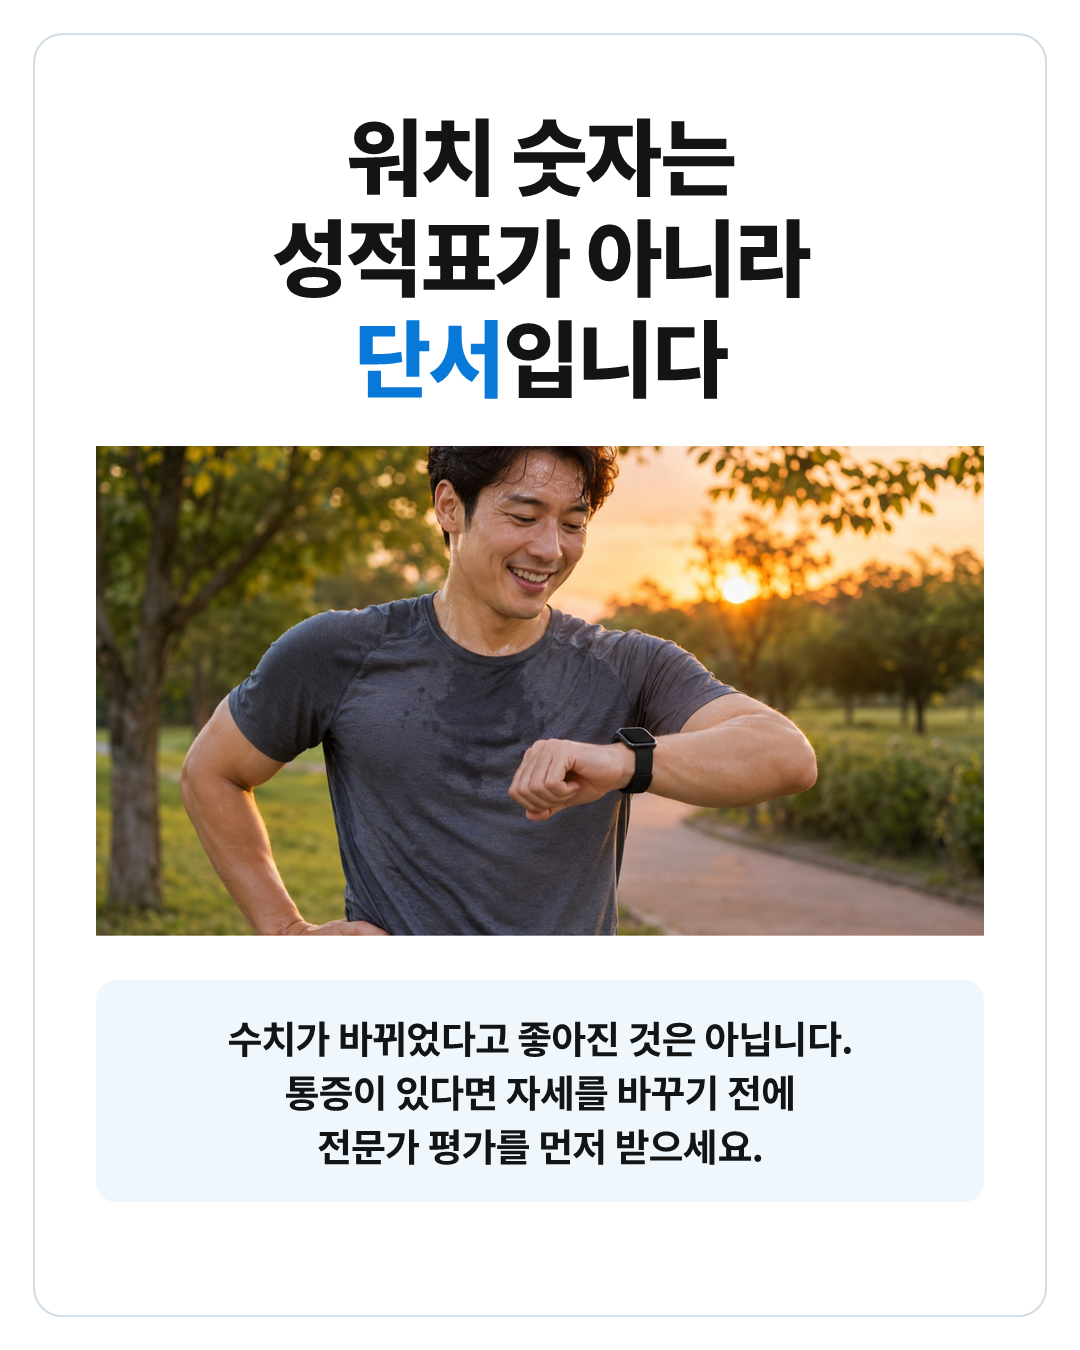 워치 숫자는
성적표가 아니라
단서입니다
수치가 바뀌었다고 좋아진 것은 아닙니다.
통증이 있다면 자세를 바꾸기 전에
전문가 평가를 먼저 받으세요.